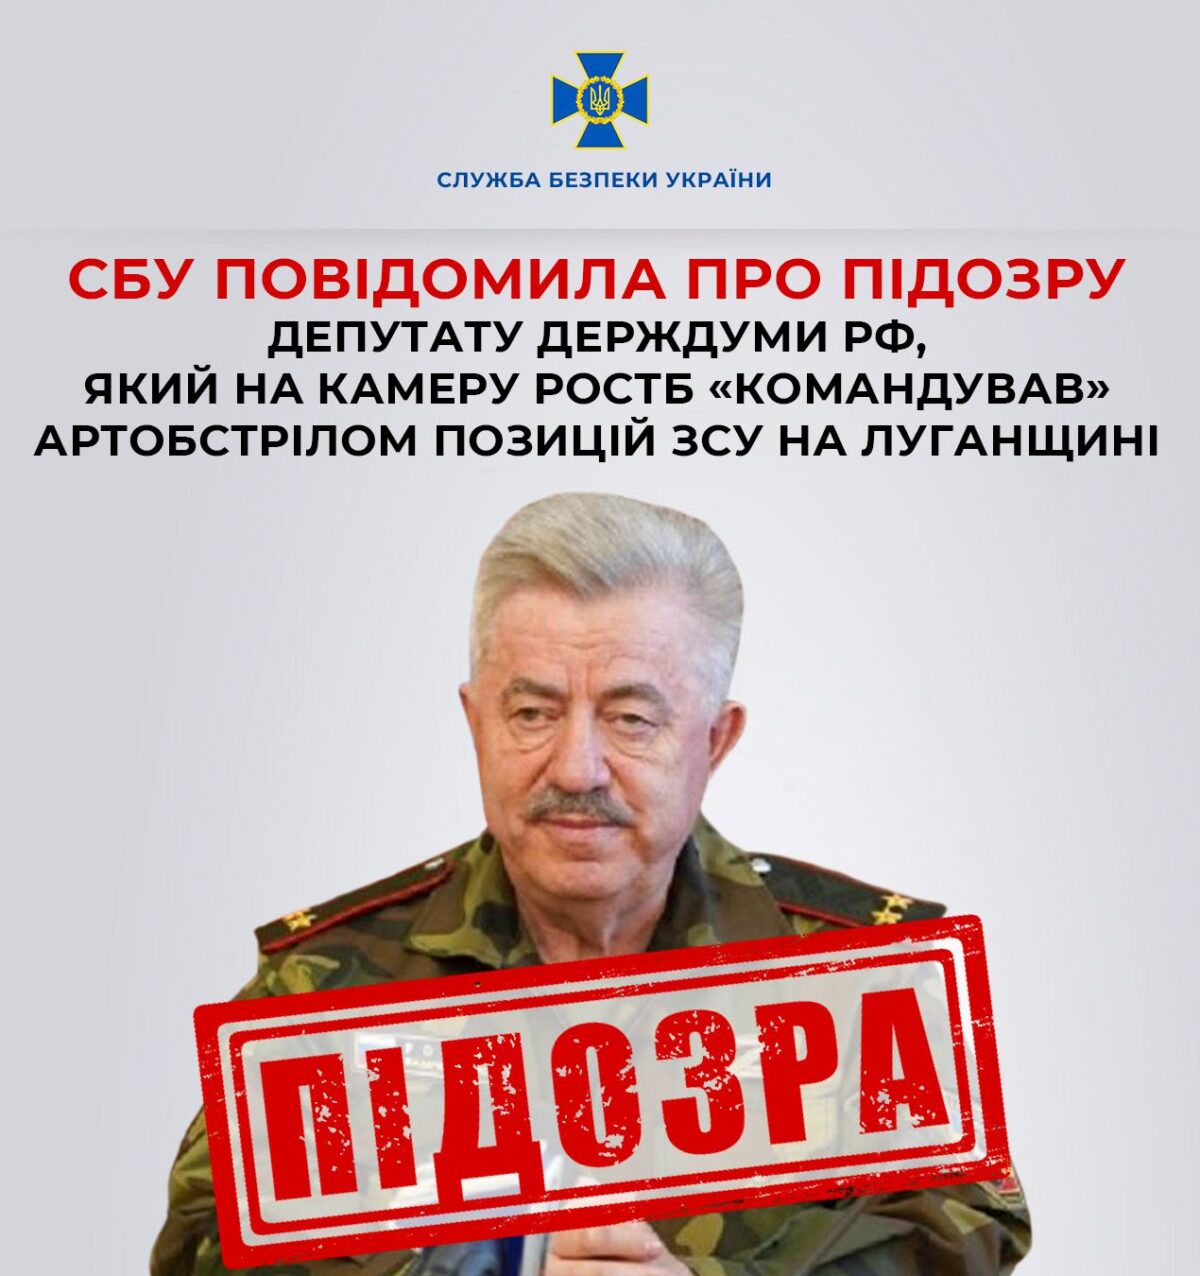 СЛУЖБА БЕЗПЕКИ УКРАЇНИ
СБУ ПОВІДОМИЛА ПРО ПІДОЗРУ
ДЕПУТАТУ ДЕРЖДУМИ РФ,
ЯКИЙ НА КАМЕРУ РОСТБ «КОМАНДУВАВ»
АРТОБСТРІЛОМ ПОЗИЦІЙ ЗСУ НА ЛУГАНЩИНІ
ПІДОЗРА